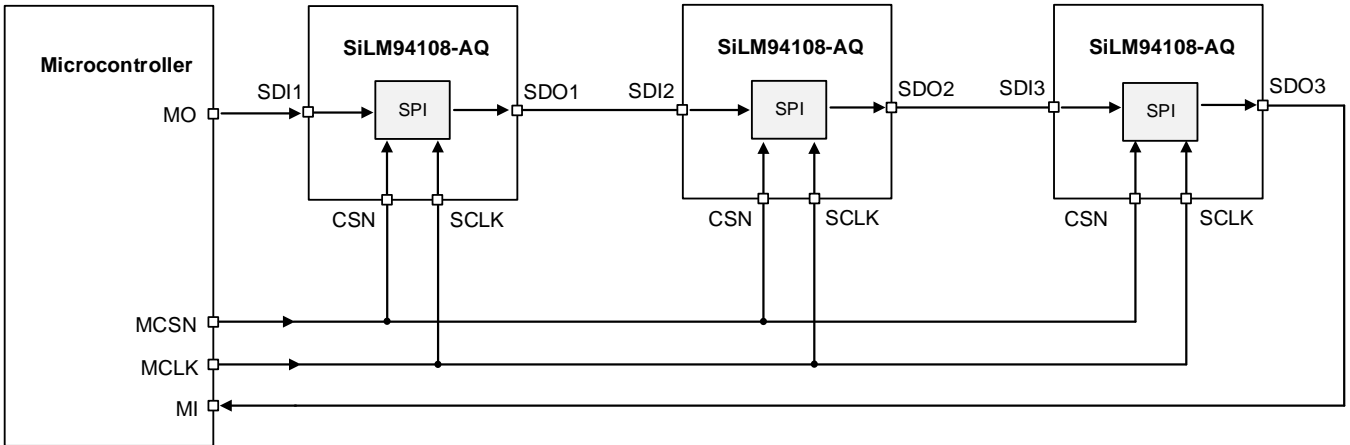 Microcontroller
MO
MCSN
MCLK
MI
SiLM94108-AQ
SDI1
SPI
SDO1
CSN
SCLK
SiLM94108-AQ
SDI2
SPI
SDO2
CSN
SCLK
SiLM94108-AQ
SDI3
SPI
SDO3
CSN
SCLK